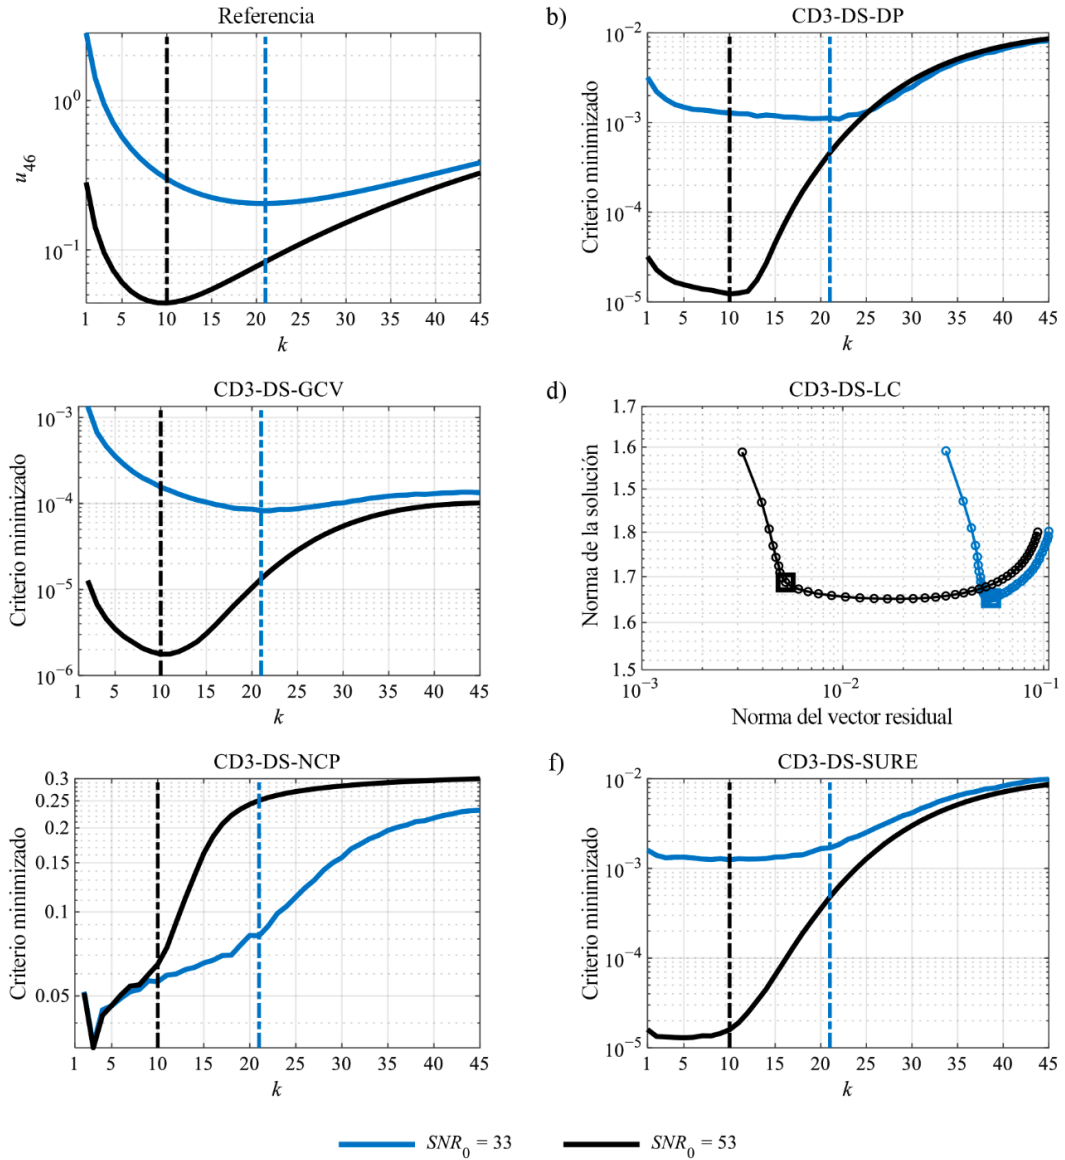 Referencia
10⁰
10⁻¹
u₄₆
1 5 10 15 20 25 30 35 40 45
k
b)
CD3-DS-DP
10⁻²
10⁻³
10⁻⁴
10⁻⁵
Criterio minimizado
1 5 10 15 20 25 30 35 40 45
k
CD3-DS-GCV
10⁻³
10⁻⁴
10⁻⁵
10⁻⁶
Criterio minimizado
1 5 10 15 20 25 30 35 40 45
k
d)
CD3-DS-LC
1.7
1.6
1.5
1.8
1.7
1.6
1.5
Norma de la solución
10⁻³ 10⁻² 10⁻¹
Norma del vector residual
CD3-DS-NCP
0.3
0.25
0.2
0.15
0.1
0.05
Criterio minimizado
1 5 10 15 20 25 30 35 40 45
k
f)
CD3-DS-SURE
10⁻²
10⁻³
10⁻⁴
10⁻⁵
Criterio minimizado
1 5 10 15 20 25 30 35 40 45
k
SNR₀ = 33 SNR₀ = 53